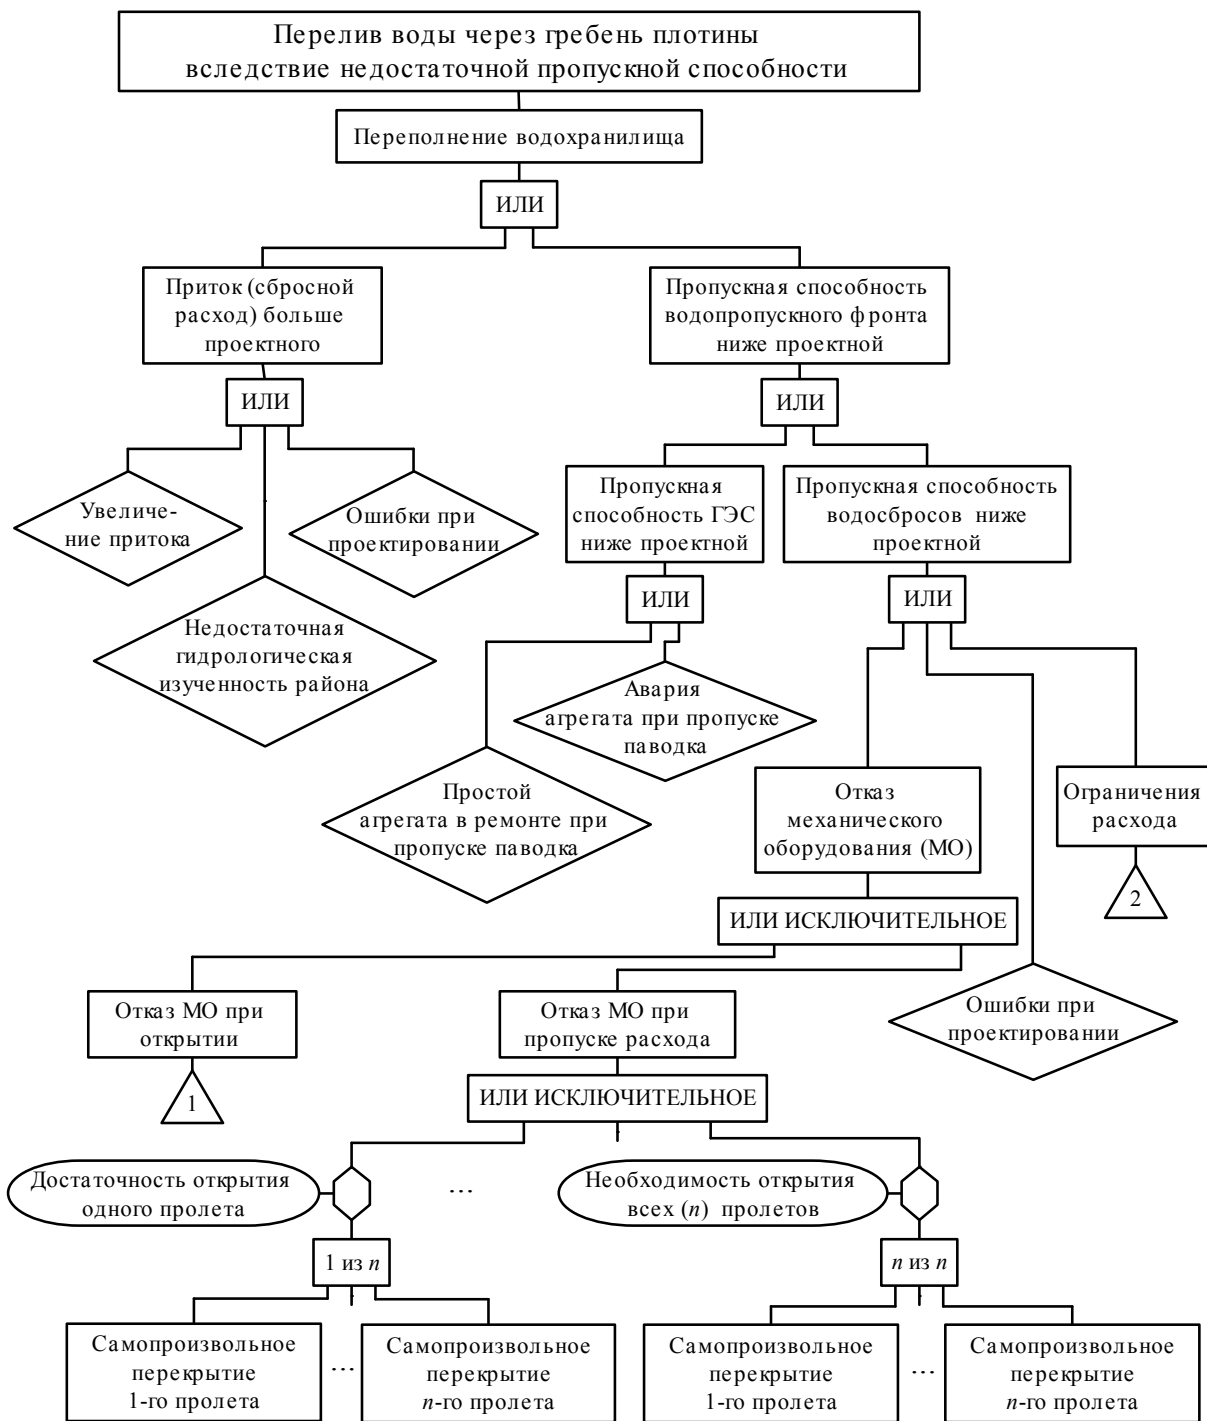 Перелив воды через гребень плотины
вследствие недостаточной пропускной способности
Переполнение водохранилища
ИЛИ
Приток (сбросной
расход) больше
проектного
Пропускная способность
водопропускного фронта
ниже проектной
ИЛИ
ИЛИ
Увеличе-
ние притока
Ошибки при
проектировании
Недостаточная
гидрологическая
изученность района
Пропускная
способность ГЭС
ниже проектной
Пропускная способность
водосбросов ниже
проектной
ИЛИ
ИЛИ
Авария
агрегата при пропуске
паводка
Простой
агрегата в ремонте при
пропуске паводка
Отказ
механического
оборудования (МО)
Ограничения
расхода
2
ИЛИ ИСКЛЮЧИТЕЛЬНОЕ
Ошибки при
проектировании
Отказ МО при
открытии
1
Отказ МО при
пропуске расхода
ИЛИ ИСКЛЮЧИТЕЛЬНОЕ
Достаточность открытия
одного пролета
...
Необходимость открытия
всех (n) пролетов
1 из n
n из n
Самопроизвольное
перекрытие
1-го пролета
...
Самопроизвольное
перекрытие
n-го пролета
Самопроизвольное
перекрытие
1-го пролета
...
Самопроизвольное
перекрытие
n-го пролета